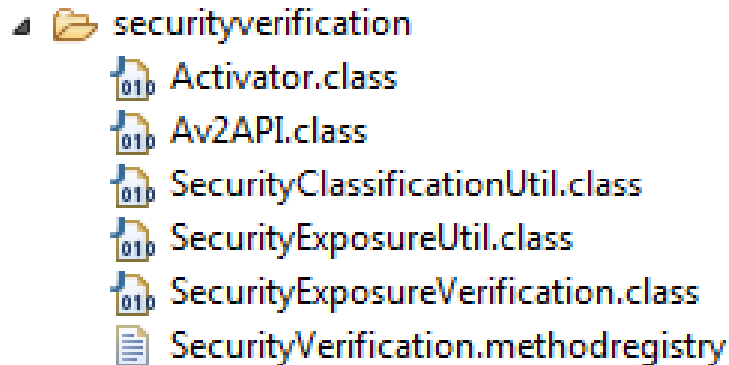 securityverification
Activator.class
Av2API.class
SecurityClassificationUtil.class
SecurityExposureUtil.class
SecurityExposureVerification.class
SecurityVerification.methodregistry